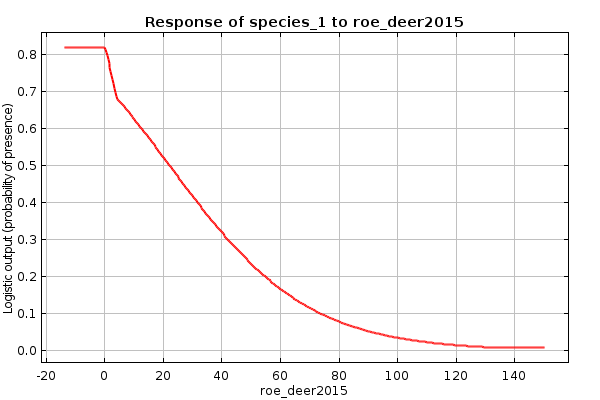 Response of species_1 to roe_deer2015
Logistic output (probability of presence)
0.8
0.7
0.6
0.5
0.4
0.3
0.2
0.1
0.0
-20 0 20 40 60 80 100 120 140
roe_deer2015